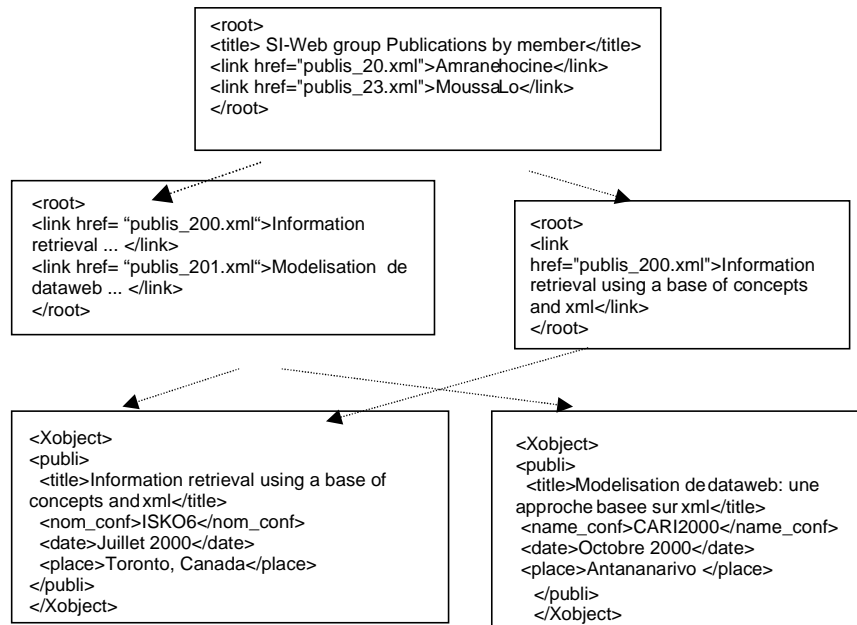 <root>
<title> SI-Web group Publications by member</title>
<link href="publis_20.xml">Amranehocine</link>
<link href="publis_23.xml">MoussaLo</link>
</root>
<root>
<link href= “publis_200.xml“>Information
retrieval ... </link>
<link href= “publis_201.xml“>Modelisation de
dataweb ... </link>
</root>
<root>
<link
href="publis_200.xml">Information
retrieval using a base of concepts
and xml</link>
</root>
<Xobject>
<publi>
<title>Information retrieval using a base of
concepts and xml</title>
<nom_conf>ISKO6</nom_conf>
<date>Juillet 2000</date>
<place>Toronto, Canada</place>
</publi>
</Xobject>
<Xobject>
<publi>
<title>Modelisation de dataweb: une
approche basee sur xml</title>
<name_conf>CARI2000</name_conf>
<date>Octobre 2000</date>
<place>Antananarivo </place>
</publi>
</Xobject>